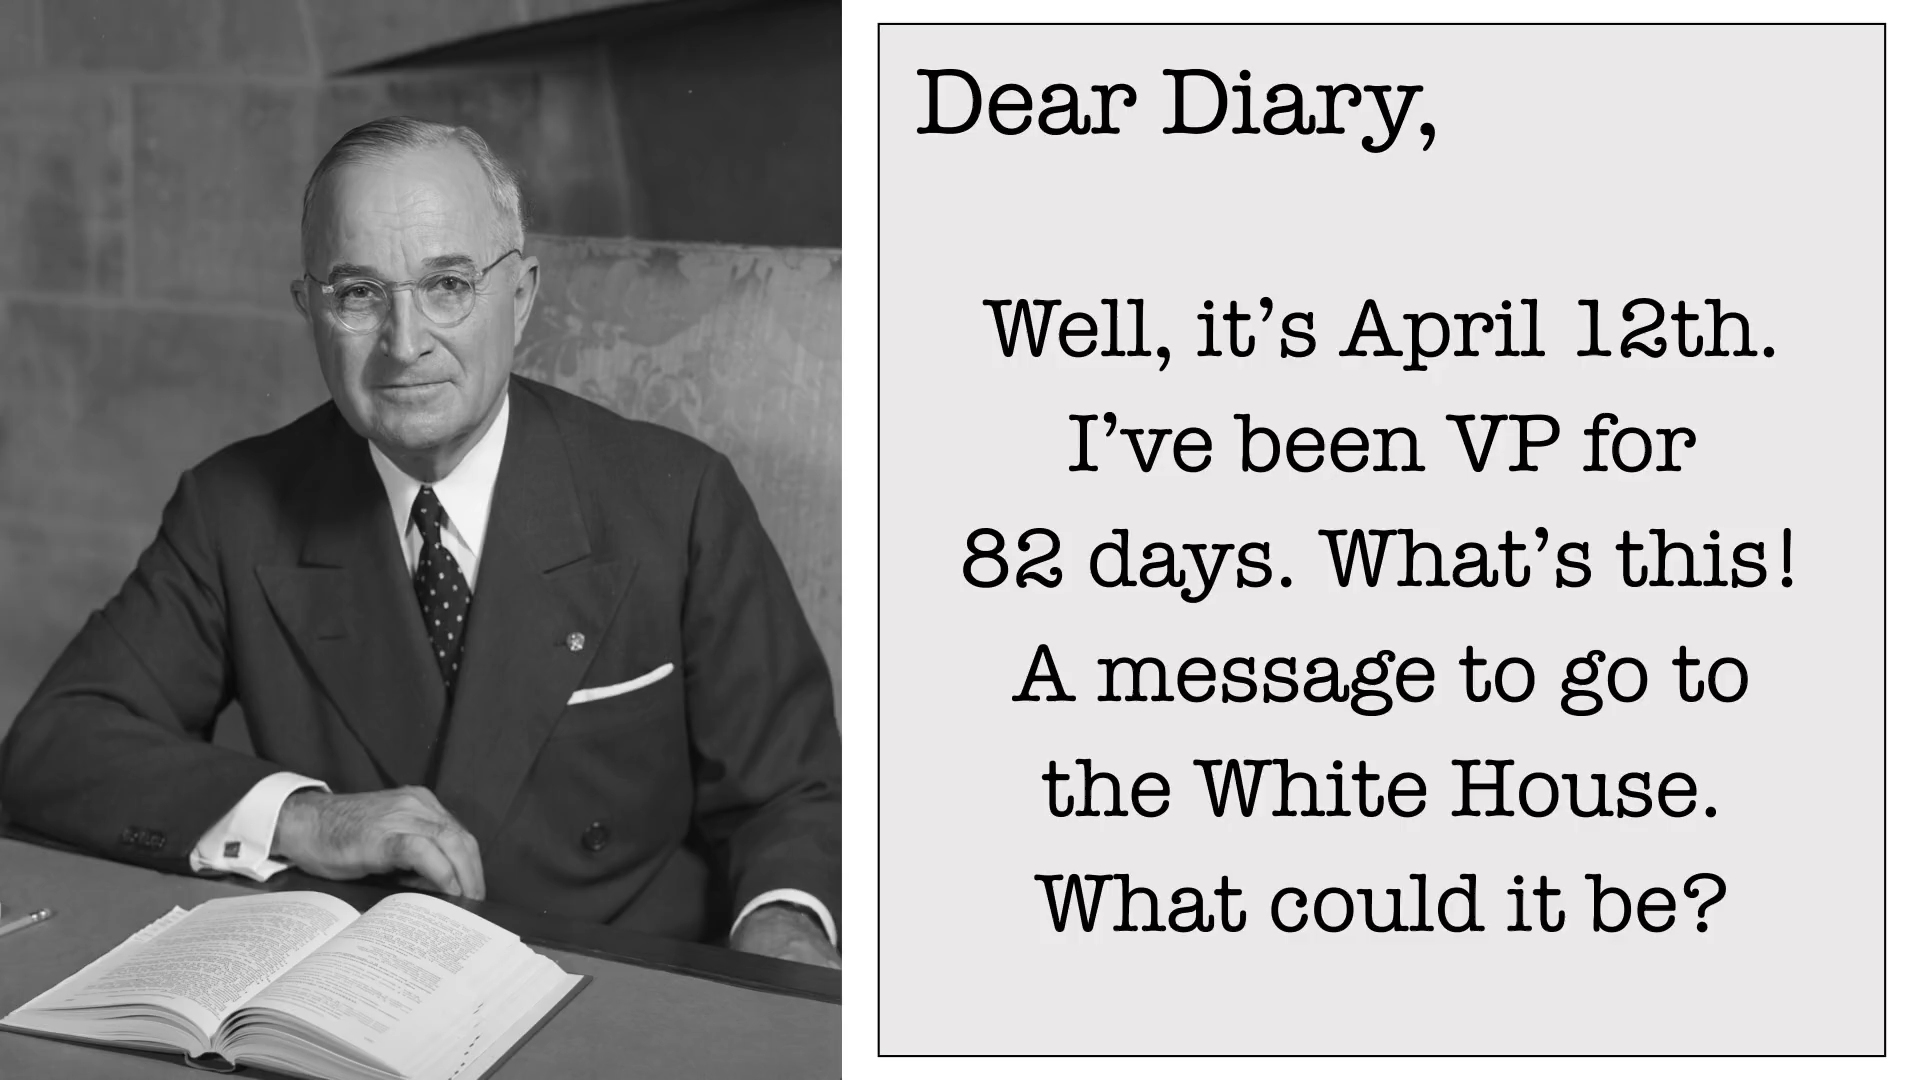 Dear Diary,
Well, it’s April 12th.
I’ve been VP for
82 days. What’s this!
A message to go to
the White House.
What could it be?